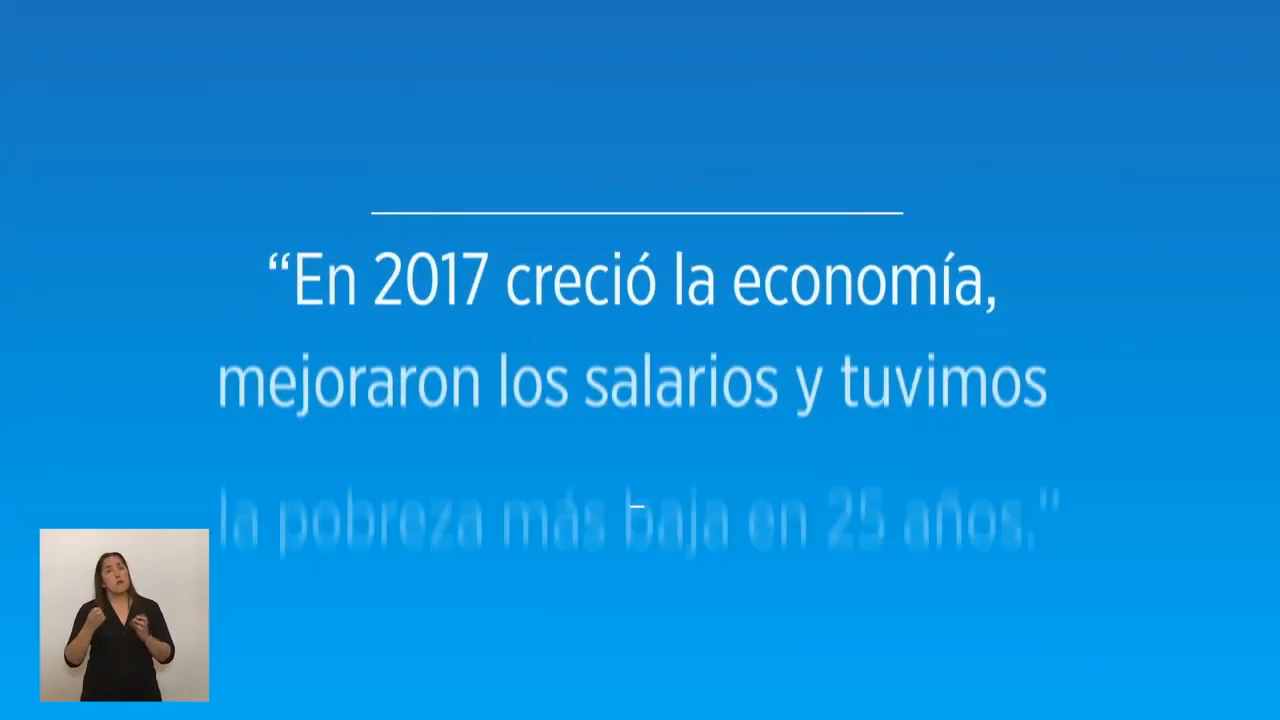 “En 2017 creció la economía,
mejoraron los salarios y tuvimos
la pobreza más baja en 25 años."